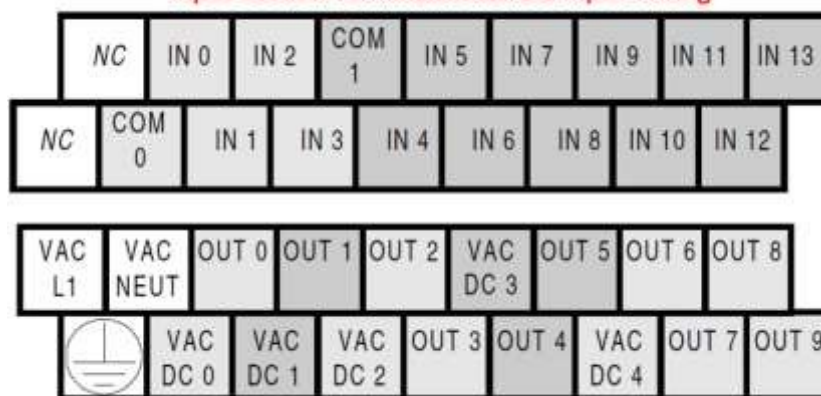 NC IN 0 IN 2 COM 1 IN 5 IN 7 IN 9 IN 11 IN 13
NC COM 0 IN 1 IN 3 IN 4 IN 6 IN 8 IN 10 IN 12
VAC L1 VAC NEUT OUT 0 OUT 1 OUT 2 VAC DC 3 OUT 5 OUT 6 OUT 8
VAC DC 0 VAC DC 1 VAC DC 2 OUT 3 OUT 4 VAC DC 4 OUT 7 OUT 9